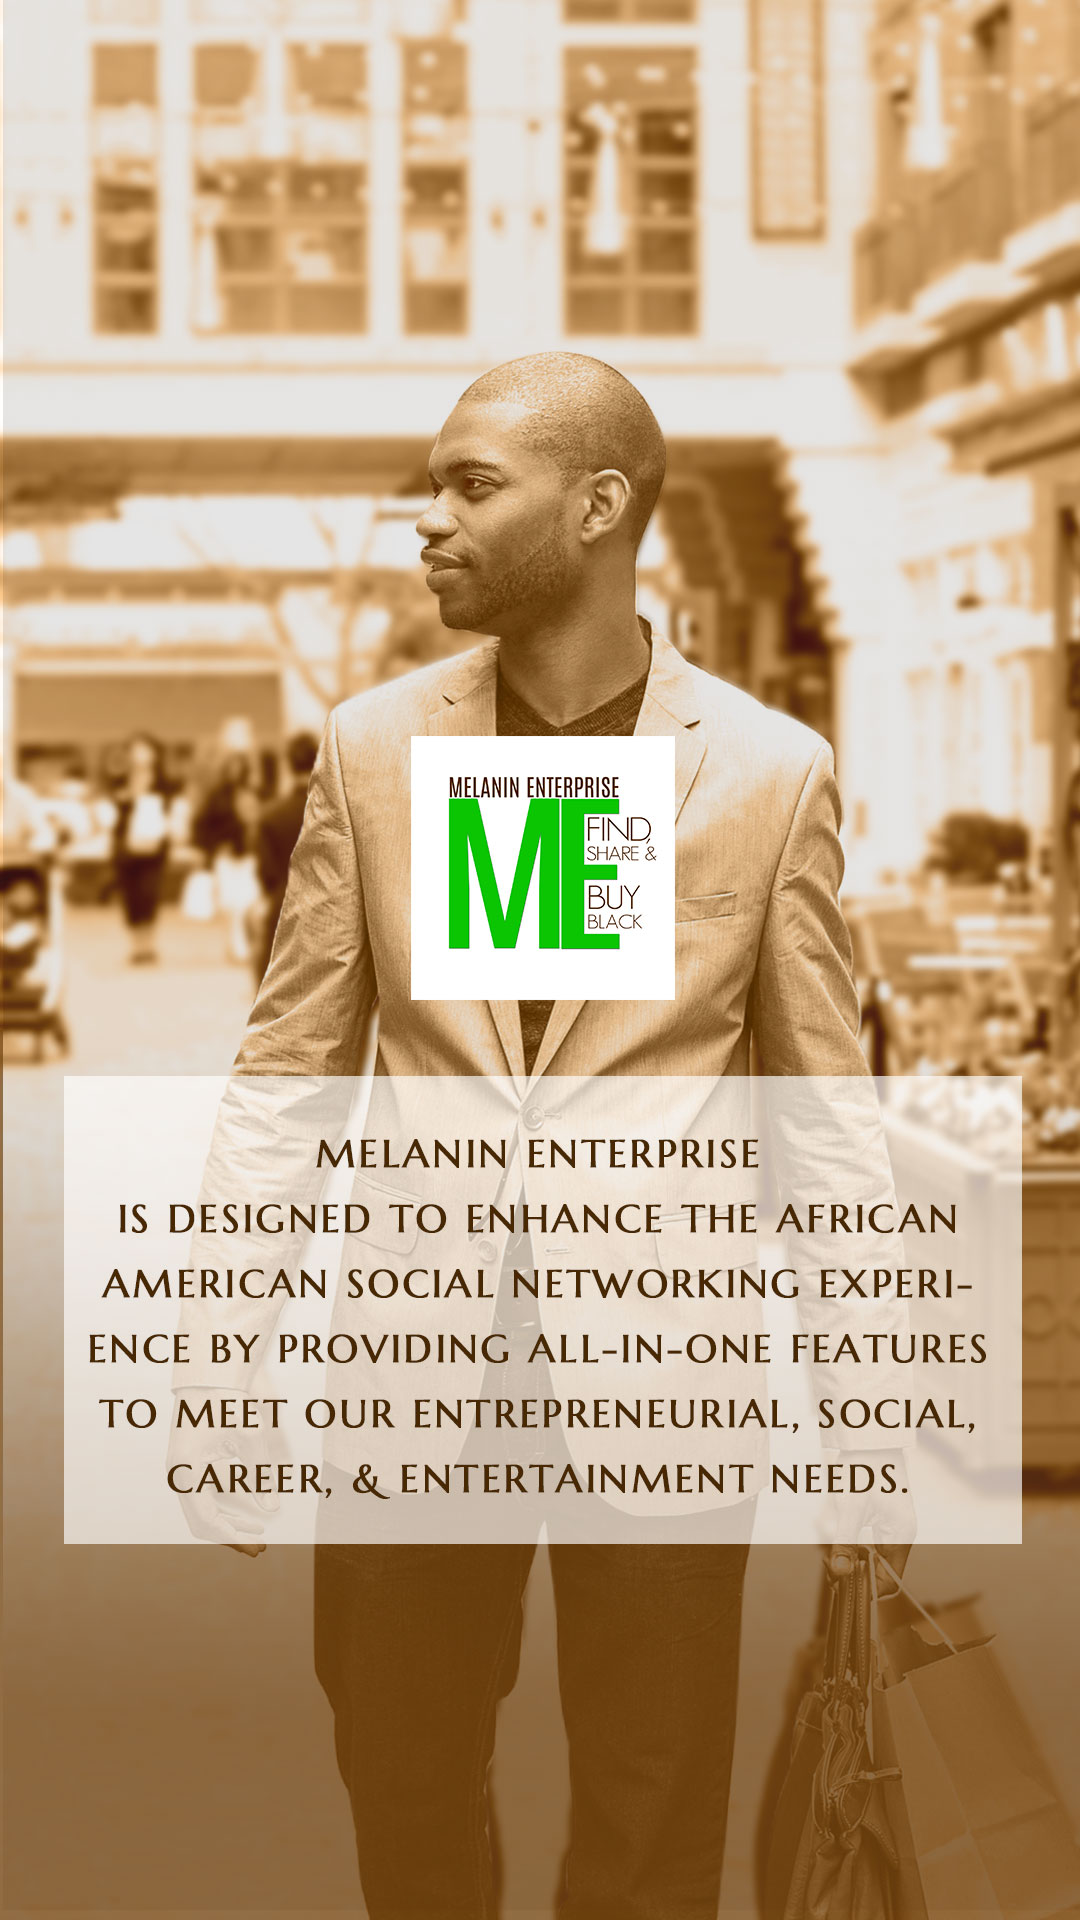 MELANIN ENTERPRISE
ME
FIND,
SHARE &
BUY
BLACK
MELANIN ENTERPRISE
IS DESIGNED TO ENHANCE THE AFRICAN
AMERICAN SOCIAL NETWORKING EXPERI-
ENCE BY PROVIDING ALL-IN-ONE FEATURES
TO MEET OUR ENTREPRENEURIAL, SOCIAL,
CAREER, & ENTERTAINMENT NEEDS.